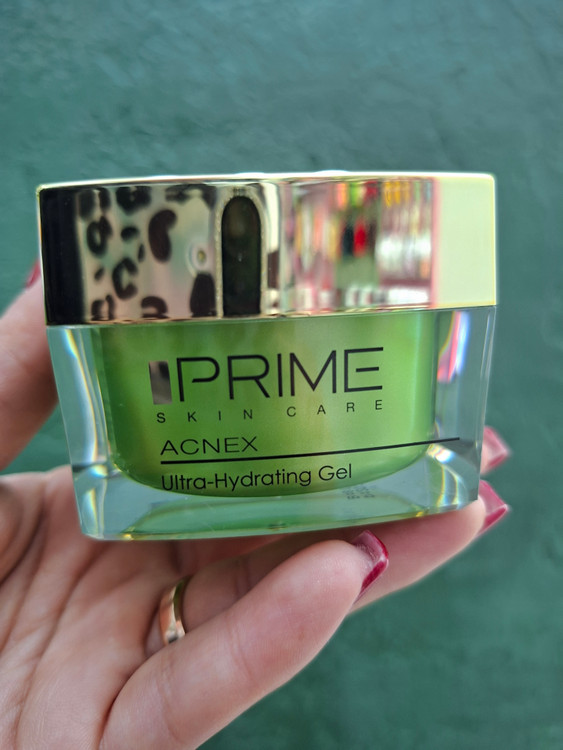 PRIME
SKIN CARE
ACNEX
Ultra-Hydrating Gel